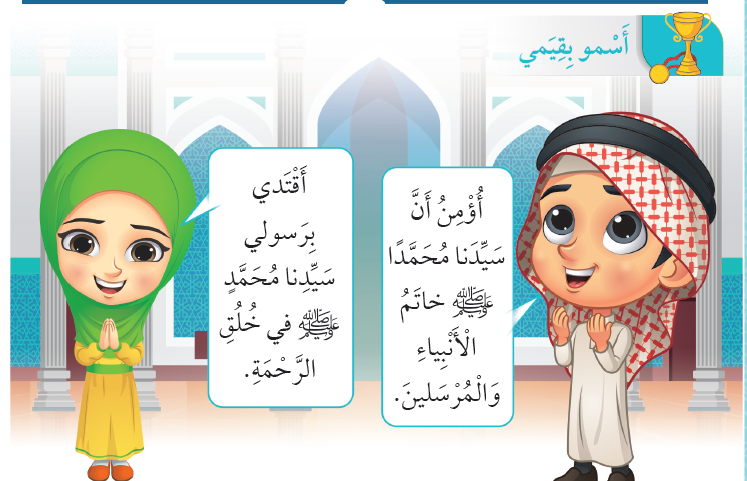 أَسْمو بِقِيَمي
أُؤْمِنُ أَنَّ
سَيِّدَنا مُحَمَّدًا
ﷺ خاتَمُ
الْأَنْبِياءِ
وَالْمُرْسَلينَ.
أَقْتَدي
بِرَسولي
سَيِّدِنا مُحَمَّدٍ
ﷺ في خُلُقِ
الرَّحْمَةِ.